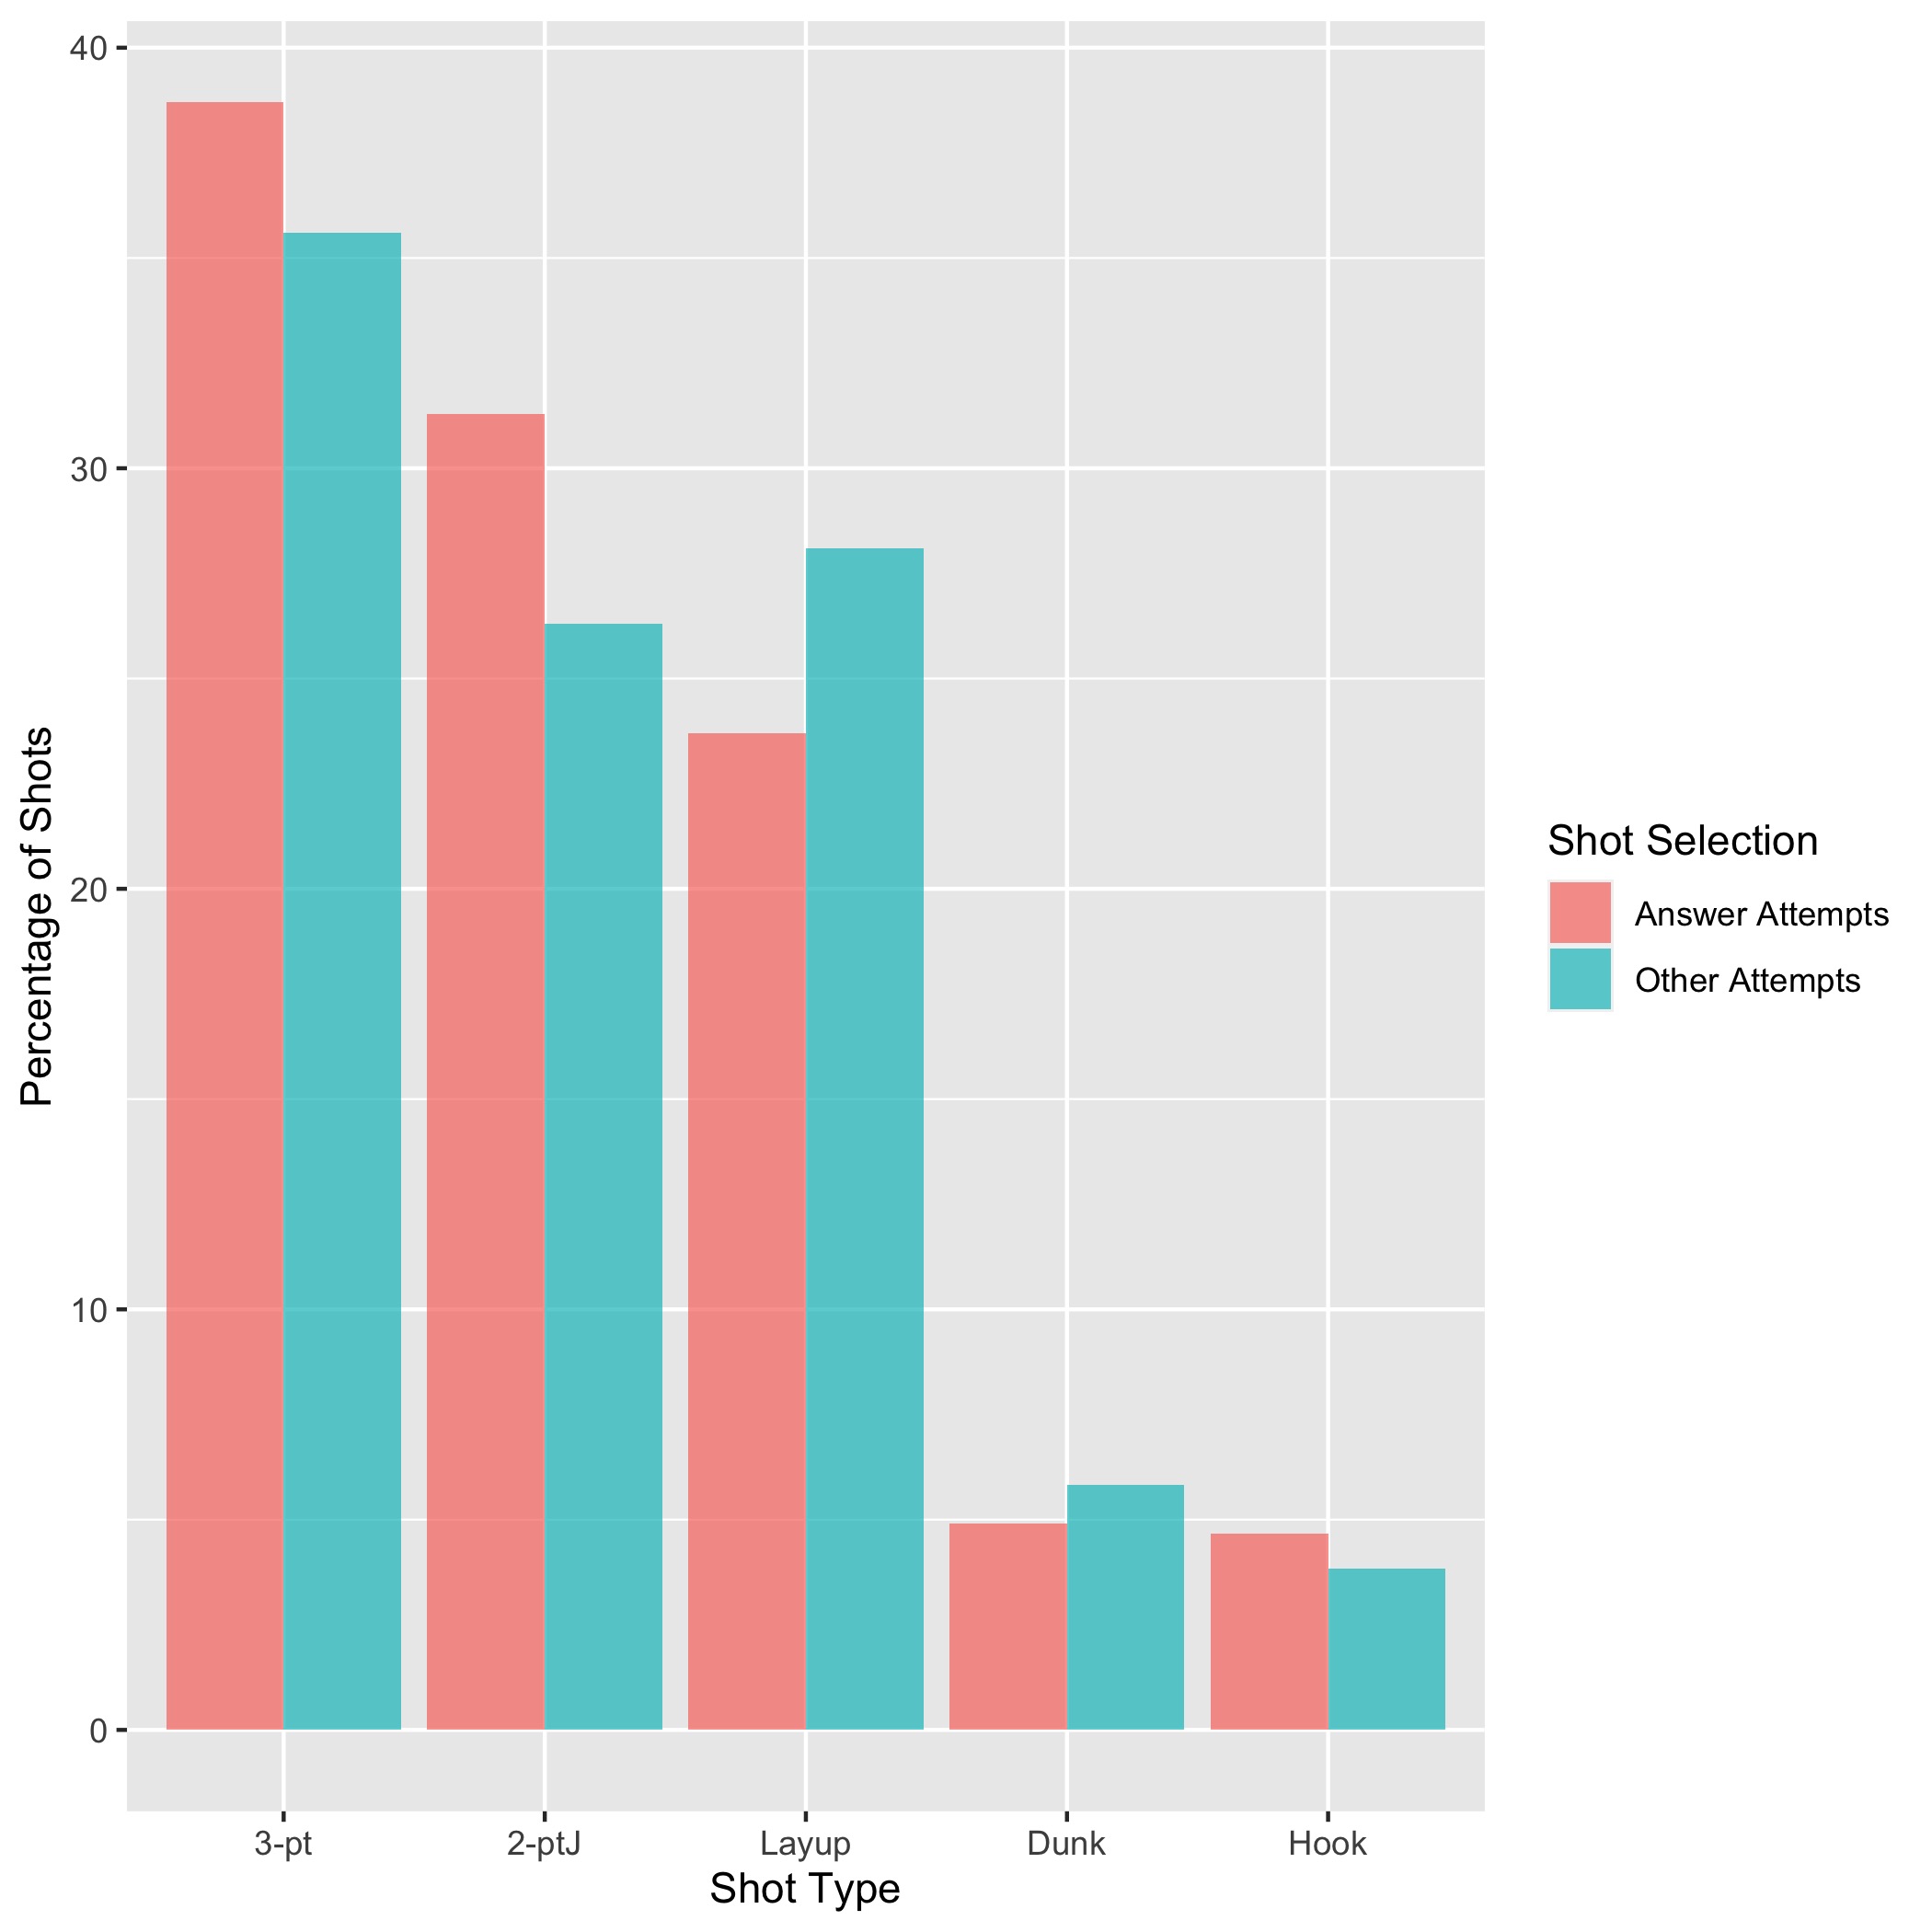 40
30
20
10
0
Percentage of Shots
3-pt
2-ptJ
Layup
Dunk
Hook
Shot Type
Shot Selection
Answer Attempts
Other Attempts